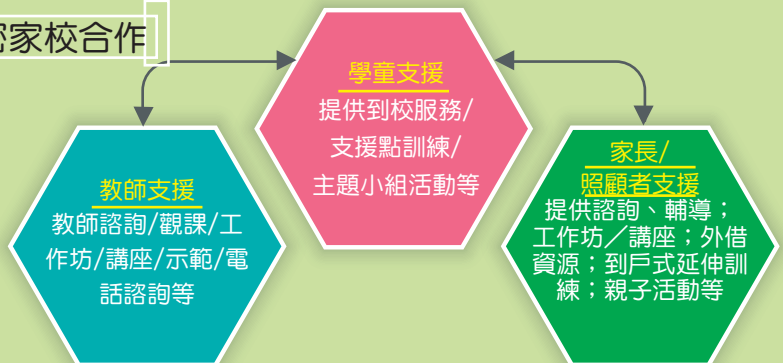 家校合作
學童支援
提供到校服務/
支援點訓練/
主題小組活動等
教師支援
教師諮詢/觀課/工
作坊/講座/示範/電
話諮詢等
家長/
照顧者支援
提供諮詢、輔導；
工作坊／講座；外借
資源；到戶式延伸訓
練；親子活動等